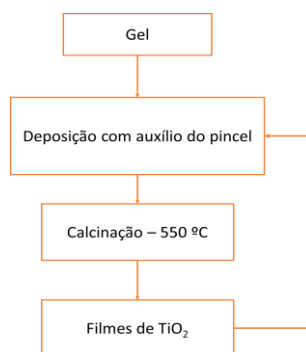 Gel
Deposição com auxílio do pincel
Calcinação – 550 ºC
Filmes de TiO₂